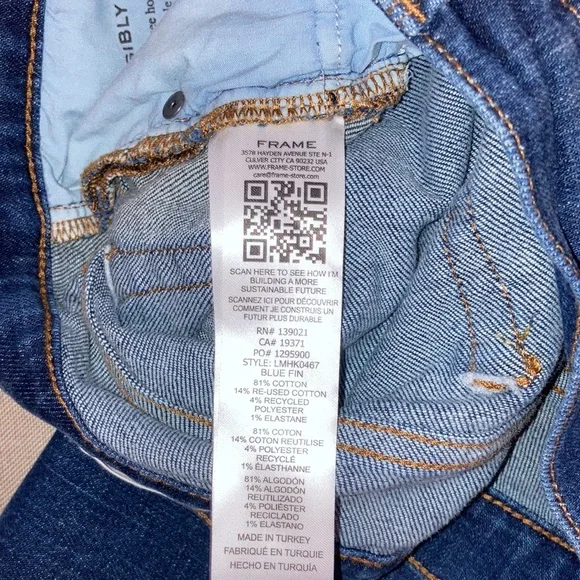 SIBLY
FRAME
3578 HAYDEN AVENUE STE N-1
CULVER CITY CA 90232 USA
WWW.FRAME-STORE.COM
care@frame-store.com
SCAN HERE TO SEE HOW I'M
BUILDING A MORE
SUSTAINABLE FUTURE
SCANNEZ ICI POUR DÉCOUVRIR
COMMENT JE CONSTRUIS UN
FUTUR PLUS DURABLE
RN# 139021
CA# 19371
PO# 1295900
STYLE: LMHK0467
BLUE FIN
81% COTTON
14% RE-USED COTTON
4% RECYCLED
POLYESTER
1% ELASTANE
81% COTON
14% COTON REUTILISE
4% POLYESTER
RECYCLÉ
1% ÉLASTHANNE
81% ALGODÓN
14% ALGODÓN
REUTILIZADO
4% POLIÉSTER
RECICLADO
1% ELASTANO
MADE IN TURKEY
FABRIQUÉ EN TURQUIE
HECHO EN TURQUÍA